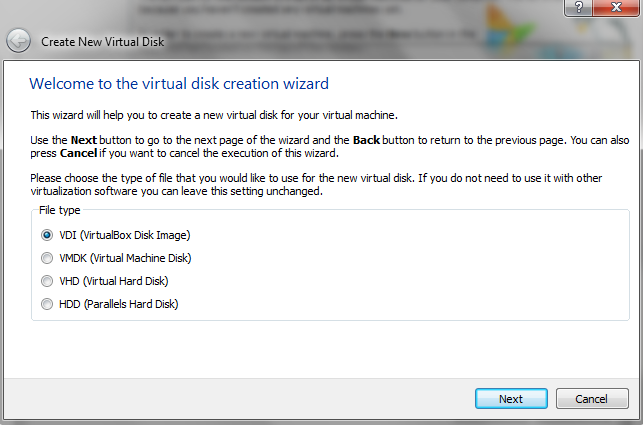 Create New Virtual Disk
Welcome to the virtual disk creation wizard
This wizard will help you to create a new virtual disk for your virtual machine.
Use the Next button to go to the next page of the wizard and the Back button to return to the previous page. You can also
press Cancel if you want to cancel the execution of this wizard.
Please choose the type of file that you would like to use for the new virtual disk. If you do not need to use it with other
virtualization software you can leave this setting unchanged.
File type
VDI (VirtualBox Disk Image)
VMDK (Virtual Machine Disk)
VHD (Virtual Hard Disk)
HDD (Parallels Hard Disk)
Next
Cancel